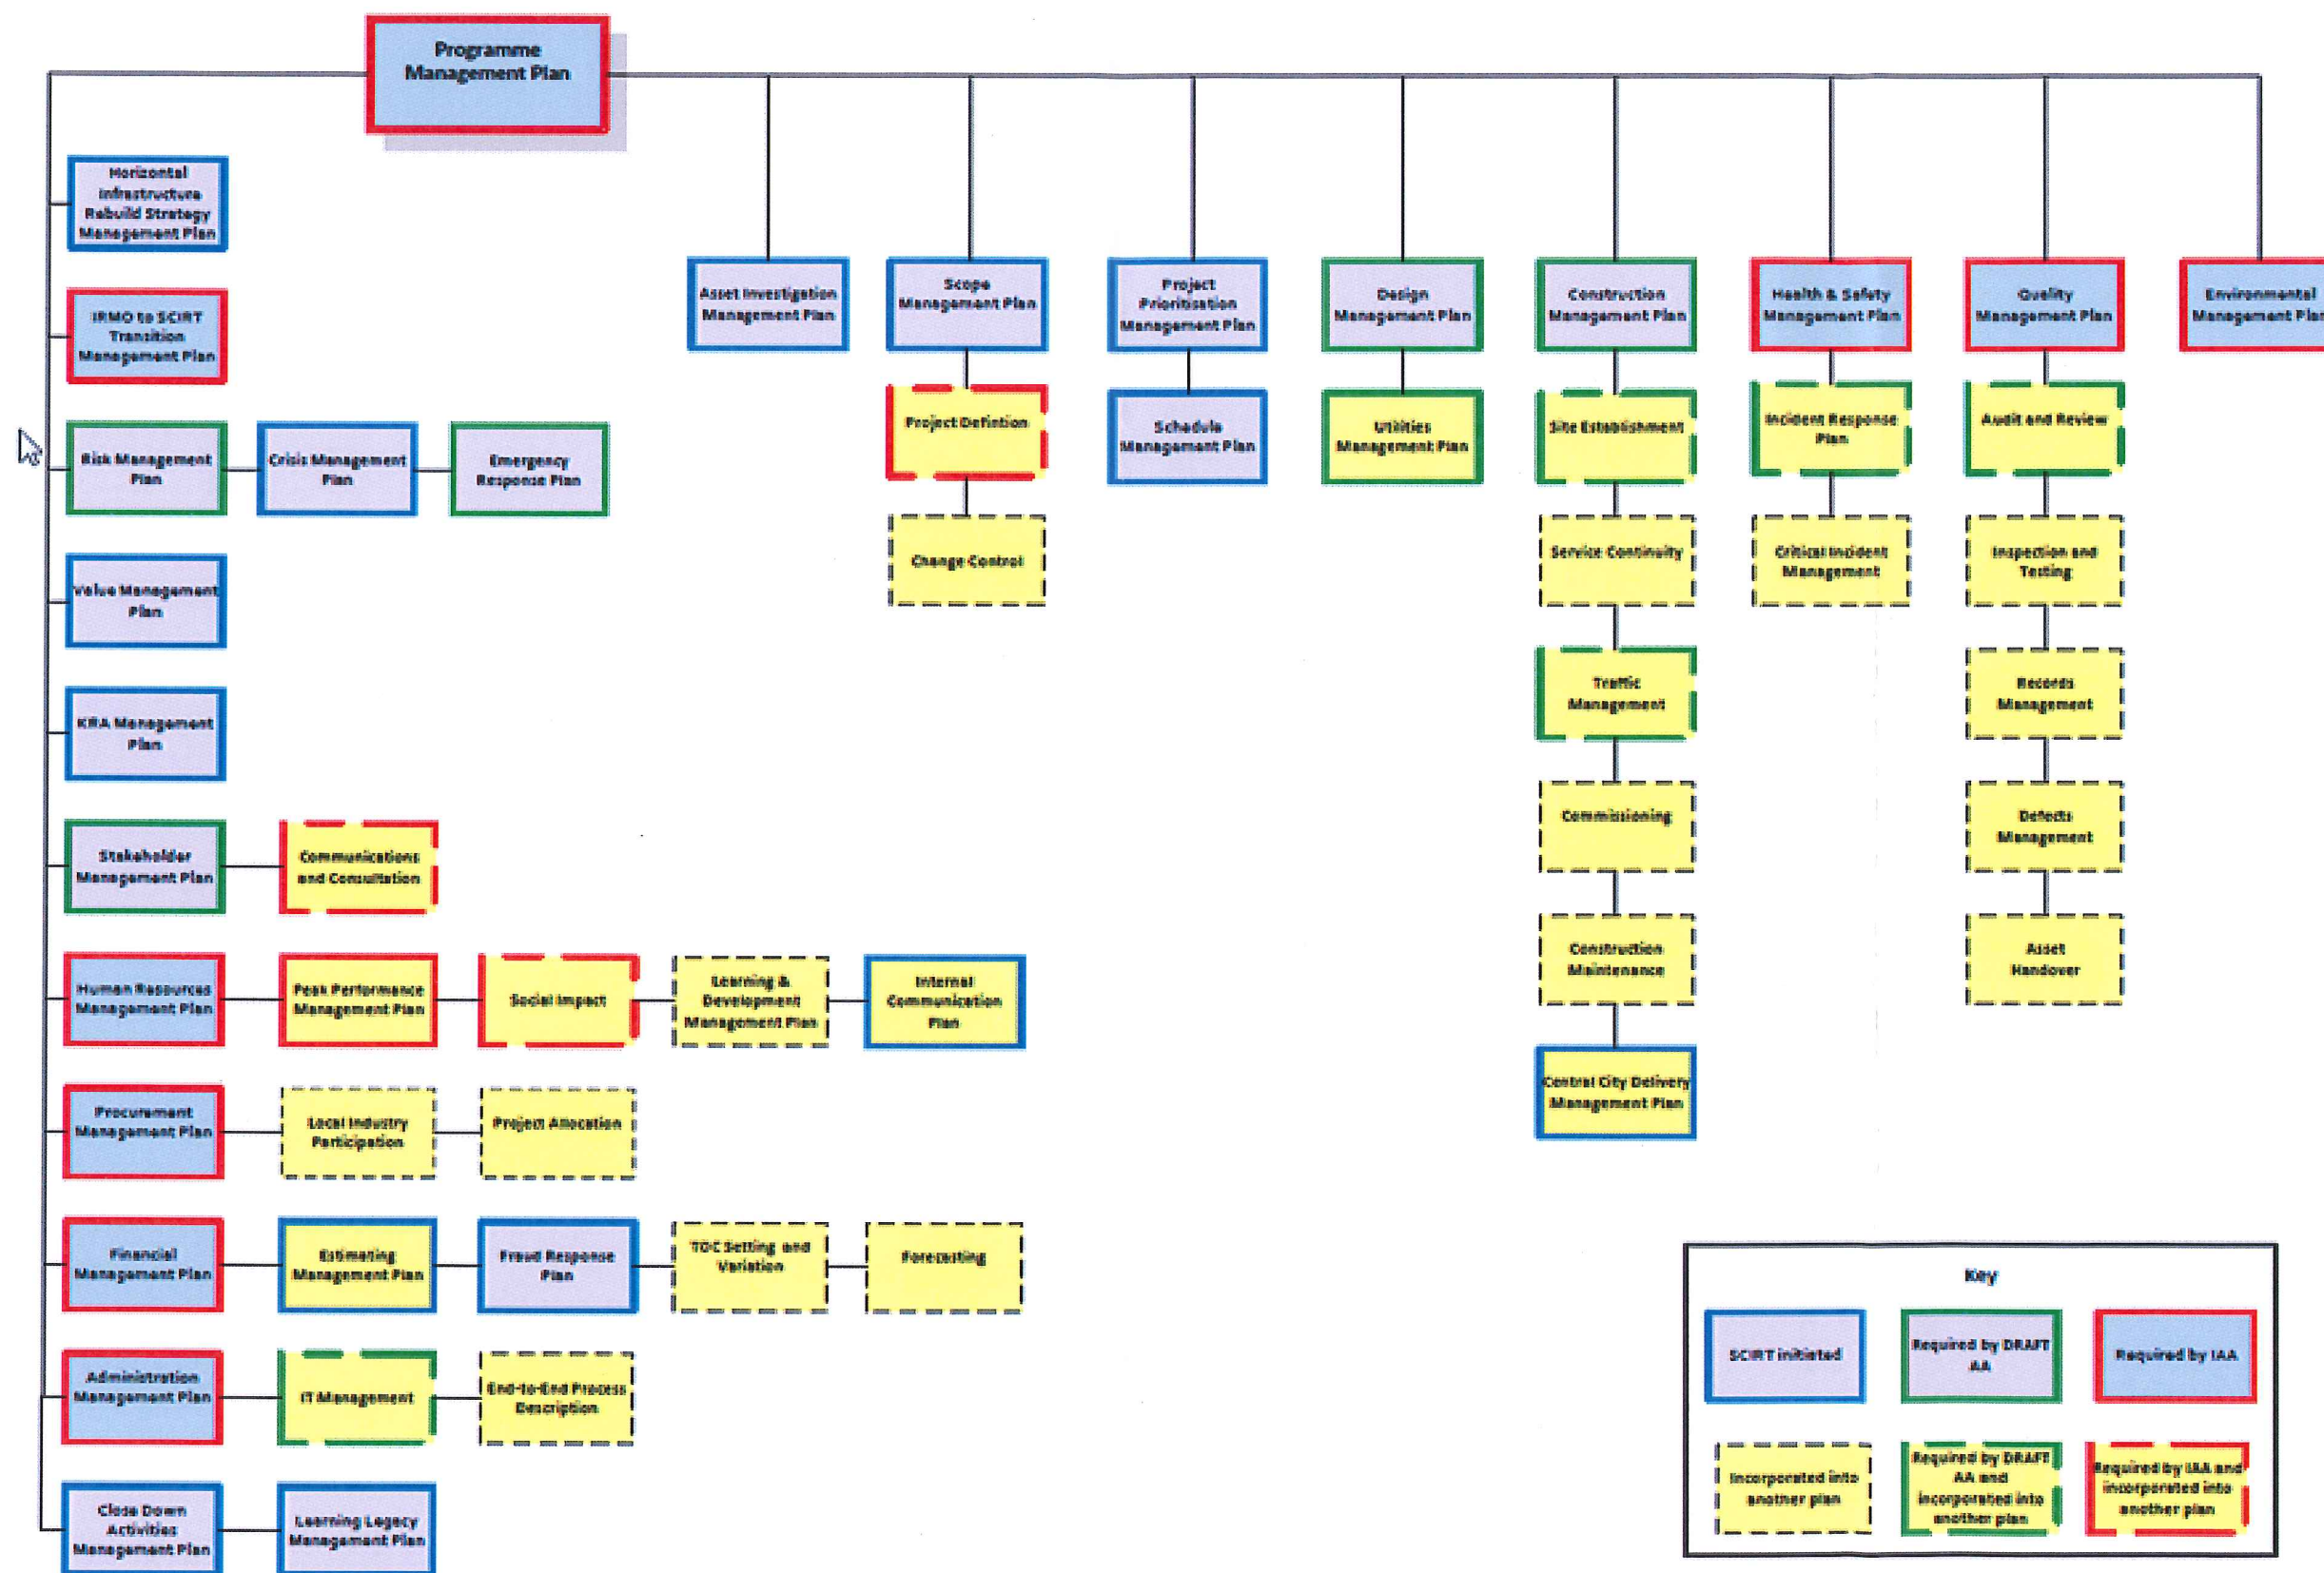 Programme
Management Plan
Horizontal
Infrastructure
Rebuild Strategy
Management Plan
IRMO to SCIRT
Transition
Management Plan
Risk Management
Plan
Crisis Management
Plan
Emergency
Response Plan
Value Management
Plan
KRA Management
Plan
Stakeholder
Management Plan
Communications
and Consultation
Human Resources
Management Plan
Peak Performance
Management Plan
Social Impact
Learning &
Development
Management Plan
Internal
Communication
Plan
Procurement
Management Plan
Local Industry
Participation
Project Allocation
Financial
Management Plan
Estimating
Management Plan
Fraud Response
Plan
TOC Setting and
Variation
Forecasting
Administration
Management Plan
IT Management
End-to-End Process
Description
Close Down
Activities
Management Plan
Learning Legacy
Management Plan
Asset Investigation
Management Plan
Scope
Management Plan
Project Defintion
Change Control
Project
Prioritisation
Management Plan
Schedule
Management Plan
Design
Management Plan
Utilities
Management Plan
Construction
Management Plan
Site Establishment
Service Continuity
Traffic
Management
Commissioning
Construction
Maintenance
Central City Delivery
Management Plan
Health & Safety
Management Plan
Incident Response
Plan
Critical Incident
Management
Quality
Management Plan
Audit and Review
Inspection and
Testing
Records
Management
Defects
Management
Asset
Handover
Environmental
Management Plan
Key
SCIRT initiated
Required by DRAFT
AA
Required by IAA
Incorporated into
another plan
Required by DRAFT
AA and
incorporated into
another plan
Required by IAA and
incorporated into
another plan